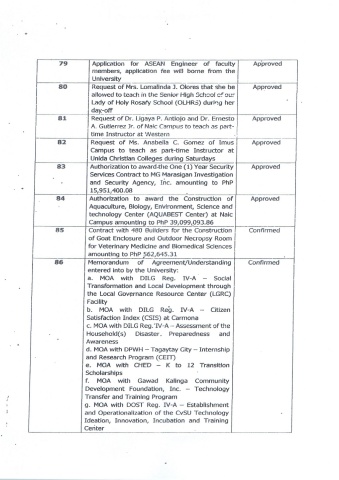 79 Application for ASEAN Engineer of faculty Approved
members, application fee will borne from the
University
80 Request of Mrs. Lomalinda J. Olores that she be Approved
allowed to teach in the Senior High School of our
Lady of Holy Rosary School (OLHRS) during her
day-off
81 Request of Dr. Ligaya P. Antiojo and Dr. Ernesto Approved
A. Gutierrez Jr. of Naic Campus to teach as part-
time Instructor at Western
82 Request of Ms. Anabella C. Gomez of Imus Approved
Campus to teach as part-time Instructor at
Unida Christian Colleges during Saturdays
83 Authorization to award the One (1) Year Security Approved
Services Contract to MG Marasigan Investigation
and Security Agency, Inc. amounting to PhP
15,951,400.08
84 Authorization to award the Construction of Approved
Aquaculture, Biology, Environment, Science and
technology Center (AQUABEST Center) at Naic
Campus amounting to PhP 39,099,093.86
85 Contract with 480 Builders for the Construction Confirmed
of Goat Enclosure and Outdoor Necropsy Room
for Veterinary Medicine and Biomedical Sciences
amounting to PhP 562,645.31
86 Memorandum of Agreement/Understanding Confirmed
entered into by the University:
a. MOA with DILG Reg. IV-A – Social
Transformation and Local Development through
the Local Governance Resource Center (LGRC)
Facility
b. MOA with DILG Reg. IV-A – Citizen
Satisfaction Index (CSIS) at Carmona
c. MOA with DILG Reg. IV-A – Assessment of the
Household(s) Disaster Preparedness and
Awareness
d. MOA with DPWH – Tagaytay City – Internship
and Research Program (CEIT)
e. MOA with CHED – K to 12 Transition
Scholarships
f. MOA with Gawad Kalinga Community
Development Foundation, Inc. – Technology
Transfer and Training Program
g. MOA with DOST Reg. IV-A – Establishment
and Operationalization of the CvSU Technology
Ideation, Innovation, Incubation and Training
Center